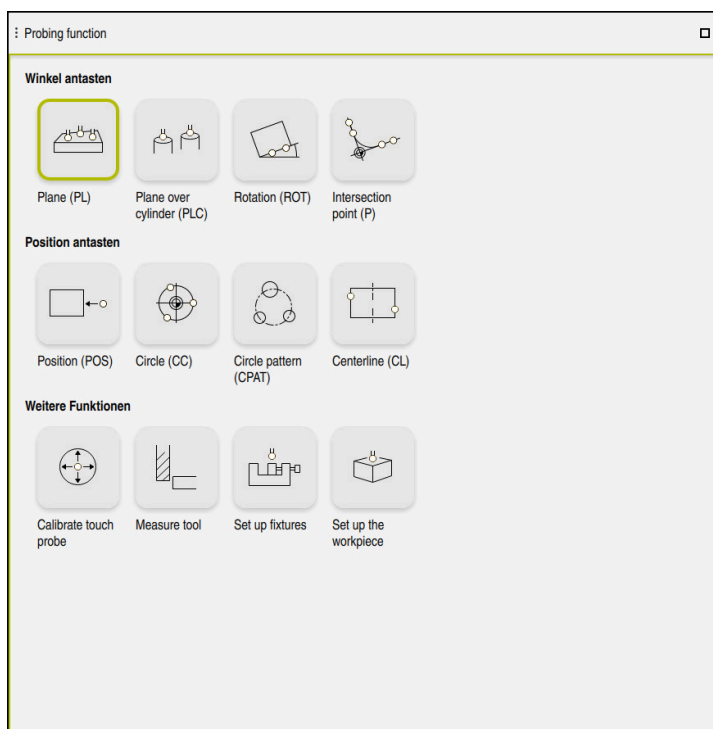 Probing function
Winkel antasten
Plane (PL)
Plane over
cylinder (PLC)
Rotation (ROT)
Intersection
point (P)
Position antasten
Position (POS)
Circle (CC)
Circle pattern
(CPAT)
Centerline (CL)
Weitere Funktionen
Calibrate touch
probe
Measure tool
Set up fixtures
Set up the
workpiece